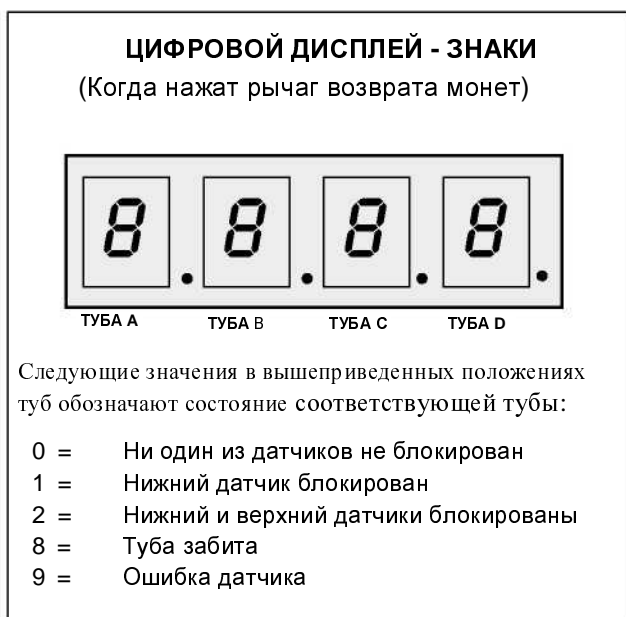 ЦИФРОВОЙ ДИСПЛЕЙ - ЗНАКИ
(Когда нажат рычаг возврата монет)
8. 8. 8. 8.
ТУБА A ТУБА B ТУБА C ТУБА D
Следующие значения в вышеприведенных положениях
туб обозначают состояние соответствующей тубы:
0 = Ни один из датчиков не блокирован
1 = Нижний датчик блокирован
2 = Нижний и верхний датчики блокированы
8 = Туба забита
9 = Ошибка датчика